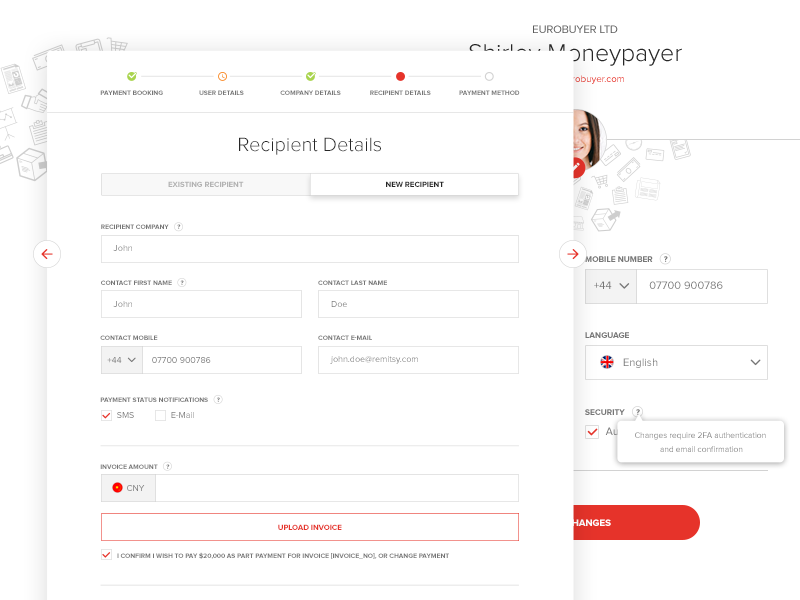 EUROBUYER LTD
Shirley Moneypayer
PAYMENT BOOKING
USER DETAILS
COMPANY DETAILS
RECIPIENT DETAILS
PAYMENT METHOD
Recipient Details
EXISTING RECIPIENT
NEW RECIPIENT
RECIPIENT COMPANY ?
John
CONTACT FIRST NAME ?
CONTACT LAST NAME
John
Doe
CONTACT MOBILE
CONTACT E-MAIL
+44
07700 900786
john.doe@remitsy.com
PAYMENT STATUS NOTIFICATIONS ?
SMS
E-Mail
INVOICE AMOUNT ?
CNY
UPLOAD INVOICE
I CONFIRM I WISH TO PAY $20,000 AS PART PAYMENT FOR INVOICE [INVOICE_NO], OR CHANGE PAYMENT
MOBILE NUMBER ?
+44
07700 900786
LANGUAGE
English
SECURITY ?
Changes require 2FA authentication
and email confirmation